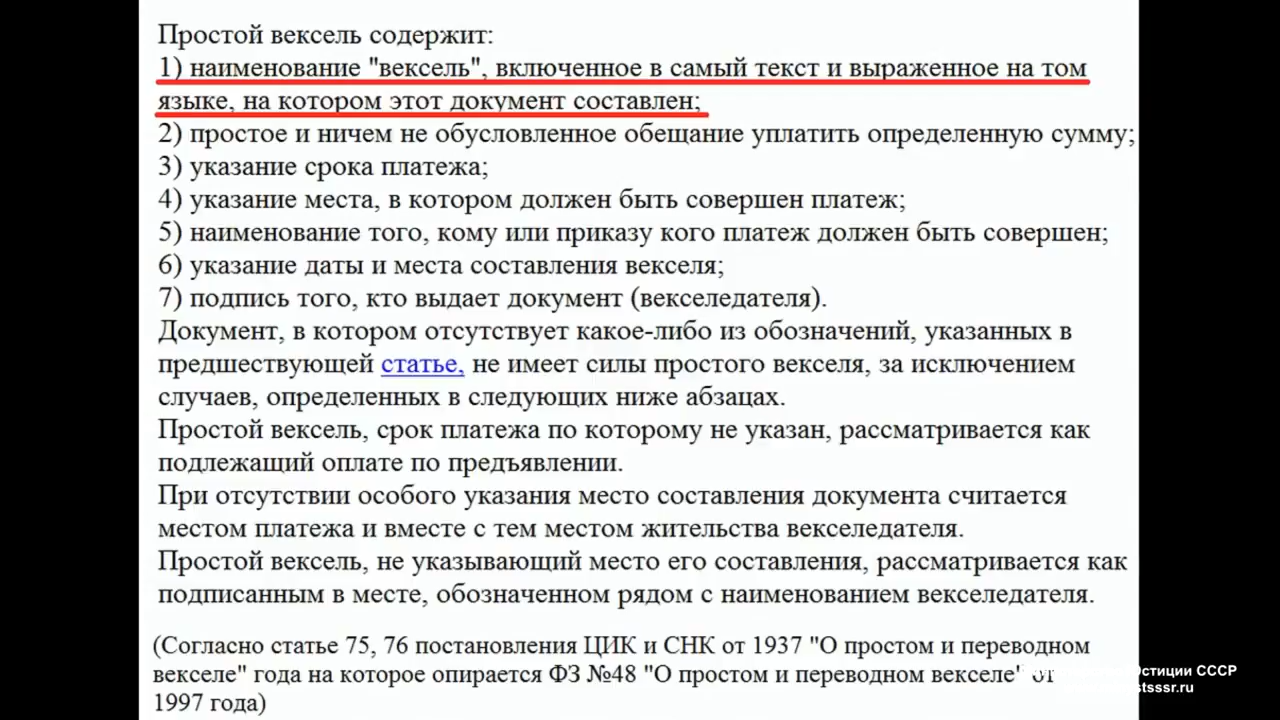 Простой вексель содержит:
1) наименование "вексель", включенное в самый текст и выраженное на том
языке, на котором этот документ составлен;
2) простое и ничем не обусловленное обещание уплатить определенную сумму;
3) указание срока платежа;
4) указание места, в котором должен быть совершен платеж;
5) наименование того, кому или приказу кого платеж должен быть совершен;
6) указание даты и места составления векселя;
7) подпись того, кто выдает документ (векселедателя).
Документ, в котором отсутствует какое-либо из обозначений, указанных в
предшествующей статье, не имеет силы простого векселя, за исключением
случаев, определенных в следующих ниже абзацах.
Простой вексель, срок платежа по которому не указан, рассматривается как
подлежащий оплате по предъявлении.
При отсутствии особого указания место составления документа считается
местом платежа и вместе с тем местом жительства векселедателя.
Простой вексель, не указывающий место его составления, рассматривается как
подписанным в месте, обозначенном рядом с наименованием векселедателя.
(Согласно статье 75, 76 постановления ЦИК и СНК от 1937 "О простом и переводном
векселе" года на которое опирается ФЗ №48 "О простом и переводном векселе" от
1997 года)
СССР